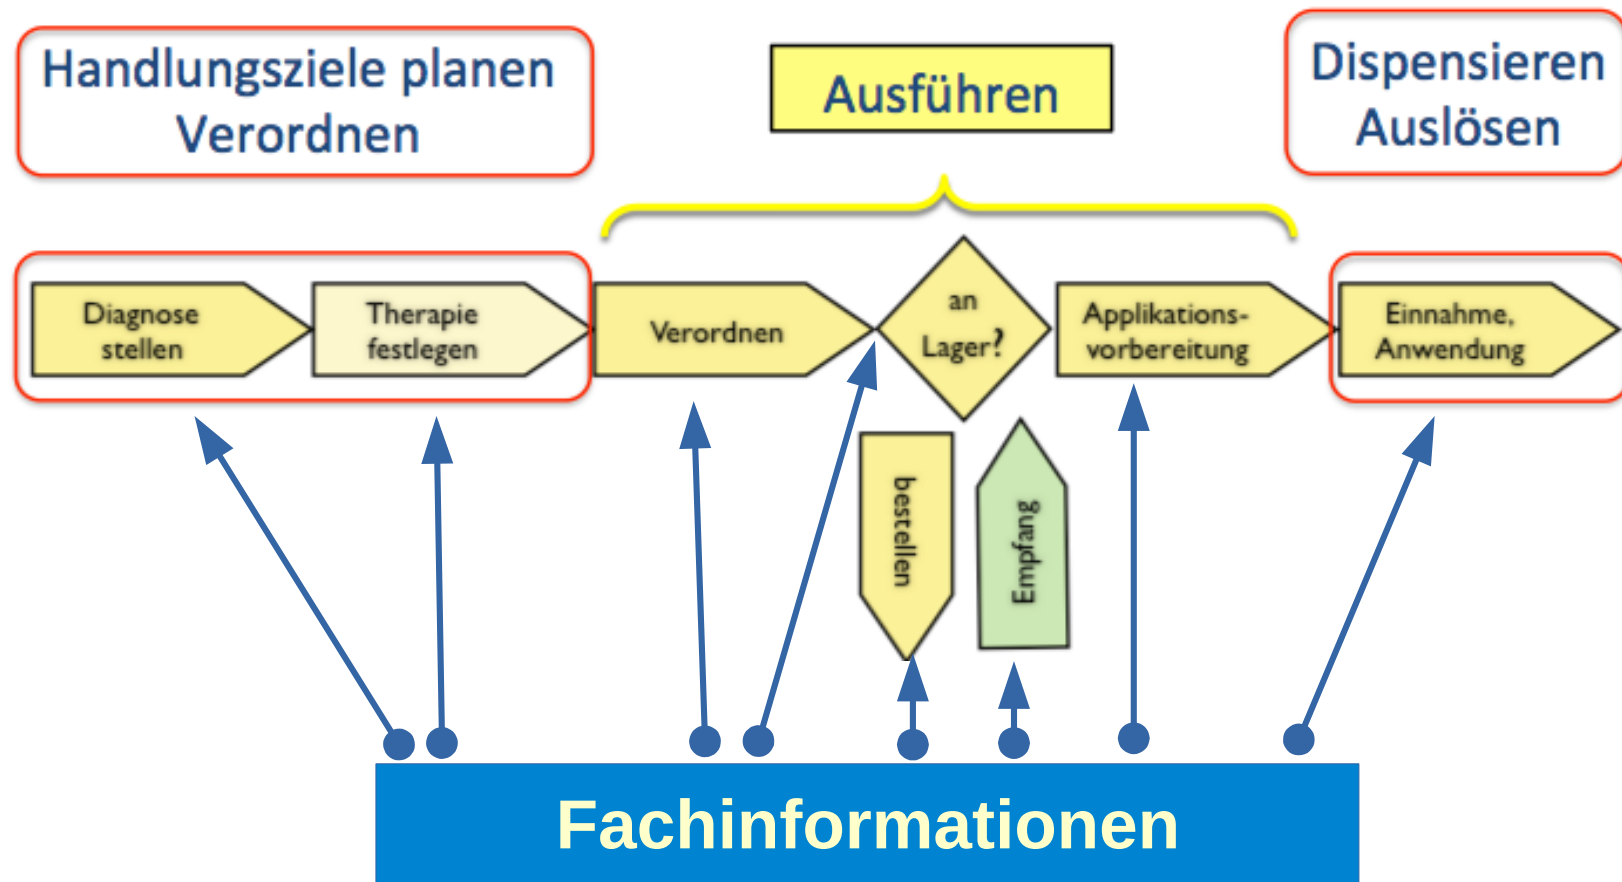 Handlungsziele planen
Verordnen
Ausführen
Dispensieren
Auslösen
Diagnose
stellen
Therapie
festlegen
Verordnen
an
Lager?
Applikations-
vorbereitung
Einnahme,
Anwendung
bestellen
Empfang
Fachinformationen